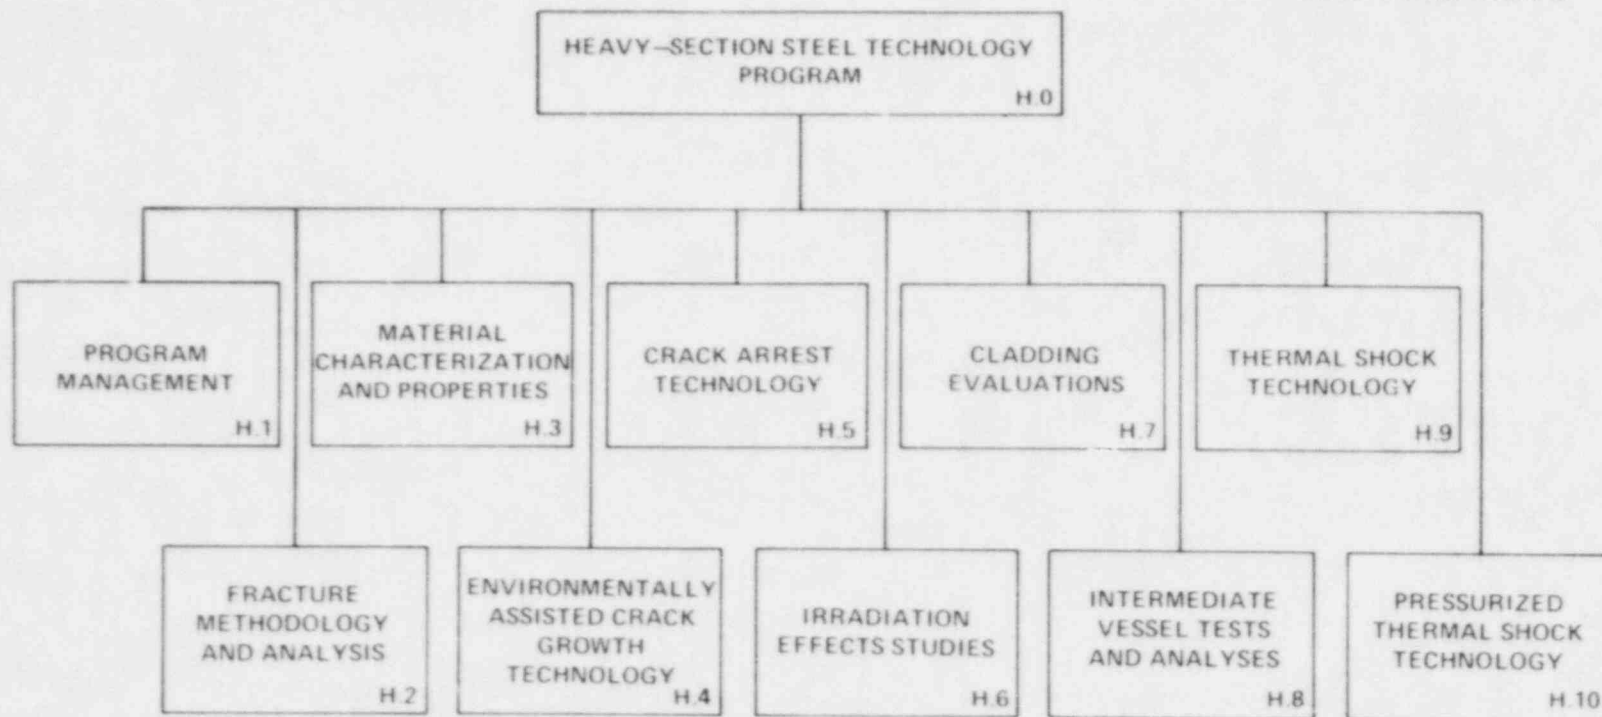 HEAVY–SECTION STEEL TECHNOLOGY
PROGRAM
H.0
PROGRAM
MANAGEMENT
H.1
MATERIAL
CHARACTERIZATION
AND PROPERTIES
H.3
CRACK ARREST
TECHNOLOGY
H.5
CLADDING
EVALUATIONS
H.7
THERMAL SHOCK
TECHNOLOGY
H.9
FRACTURE
METHODOLOGY
AND ANALYSIS
H.2
ENVIRONMENTALLY
ASSISTED CRACK
GROWTH
TECHNOLOGY
H.4
IRRADIATION
EFFECTS STUDIES
H.6
INTERMEDIATE
VESSEL TESTS
AND ANALYSES
H.8
PRESSURIZED
THERMAL SHOCK
TECHNOLOGY
H.10